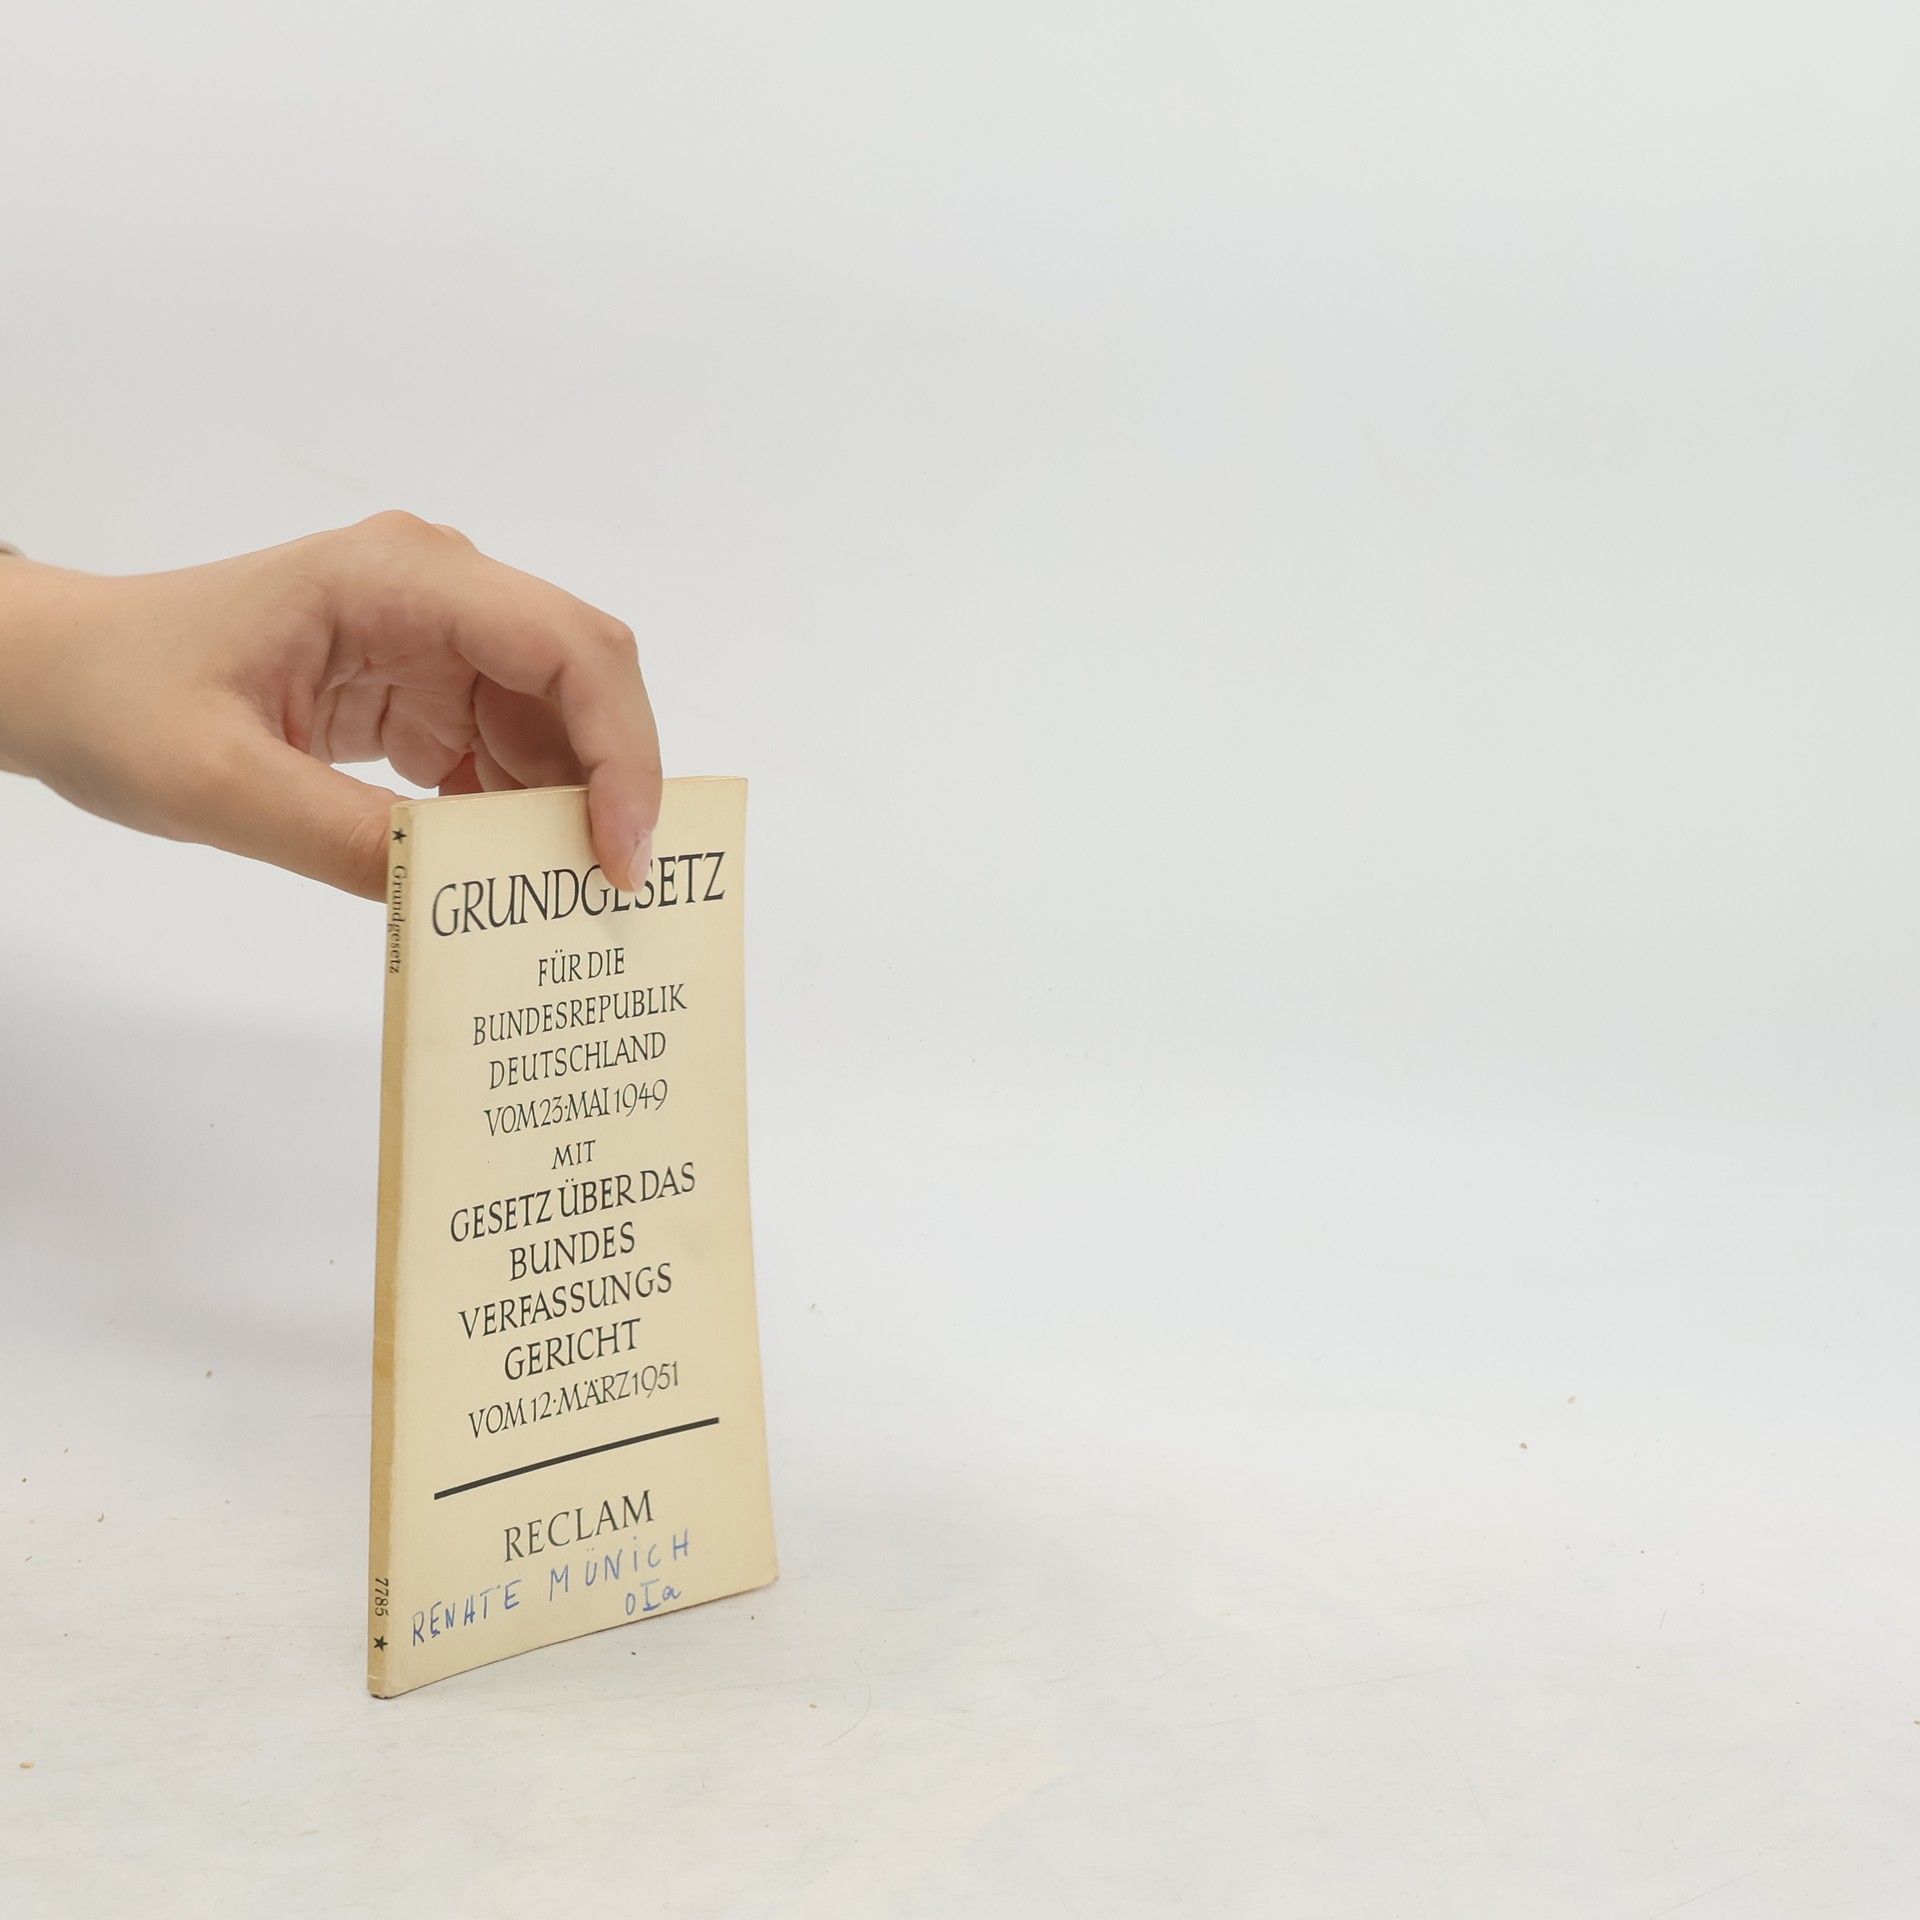 ★ Grundgesetz
7785 ★
GRUNDGESETZ
FÜR DIE
BUNDESREPUBLIK
DEUTSCHLAND
VOM 23·MAI 1949
MIT
GESETZ ÜBER DAS
BUNDES
VERFASSUNGS
GERICHT
VOM 12·MÄRZ 1951
RECLAM
RENATE MÜNICH
OIa